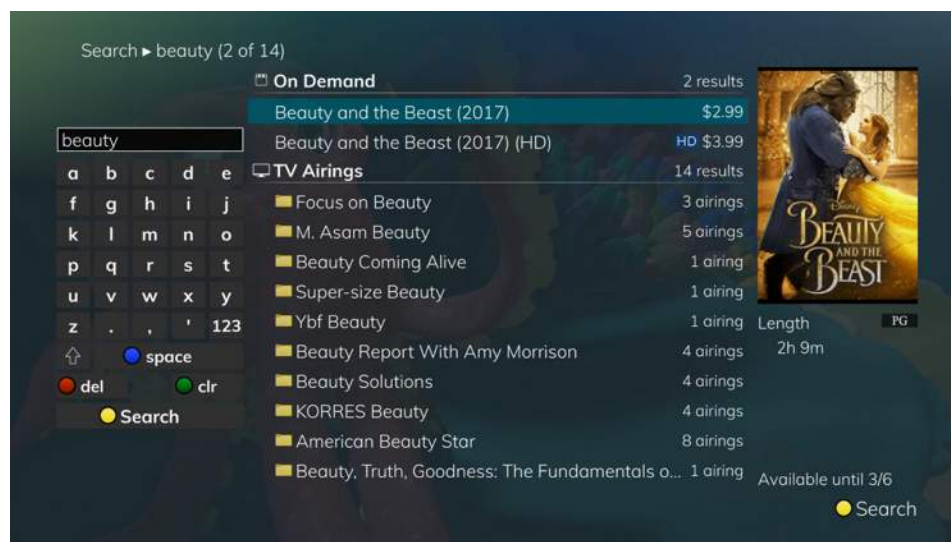 Search ▸ beauty (2 of 14)
On Demand 2 results
Beauty and the Beast (2017) $2.99
Beauty and the Beast (2017) (HD) HD $3.99
TV Airings 14 results
Focus on Beauty 3 airings
M. Asam Beauty 5 airings
Beauty Coming Alive 1 airing
Super-size Beauty 1 airing
Ybf Beauty 1 airing
Beauty Report With Amy Morrison 4 airings
Beauty Solutions 4 airings
KORRES Beauty 4 airings
American Beauty Star 8 airings
Beauty, Truth, Goodness: The Fundamentals o... 1 airing
beauty
a b c d e
f g h i j
k l m n o
p q r s t
u v w x y
z . , ' 123
space
del clr
Search
Disney
BEAUTY
AND THE
BEAST
Length PG
2h 9m
Available until 3/6
Search